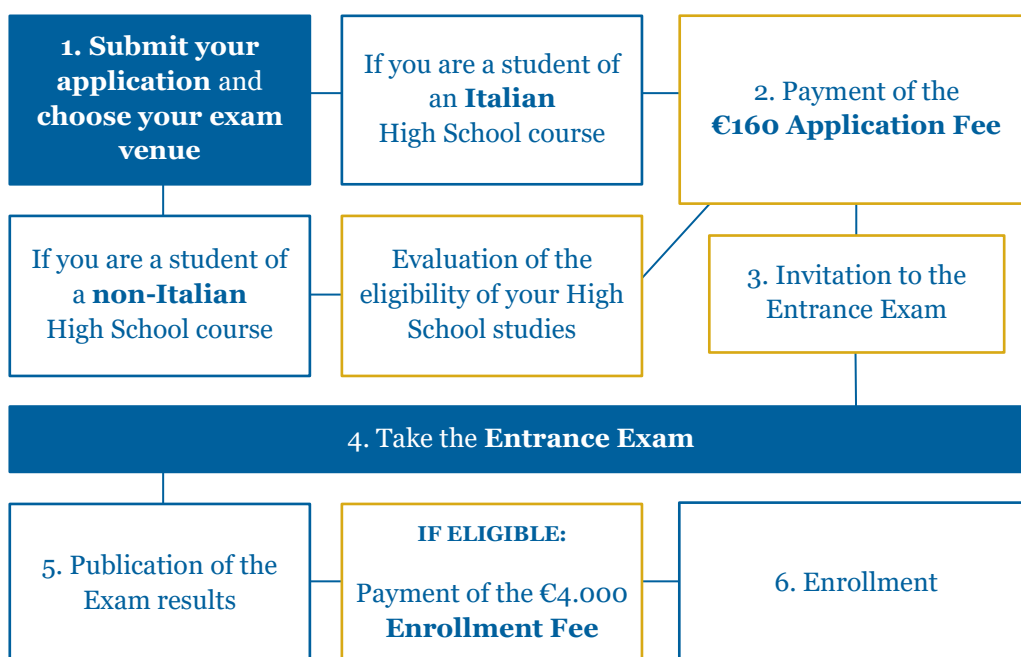 1. Submit your
application and
choose your exam
venue
If you are a student of
an Italian
High School course
2. Payment of the
€160 Application Fee
If you are a student of
a non-Italian
High School course
Evaluation of the
eligibility of your High
School studies
3. Invitation to the
Entrance Exam
4. Take the Entrance Exam
5. Publication of the
Exam results
IF ELIGIBLE:
Payment of the €4.000
Enrollment Fee
6. Enrollment